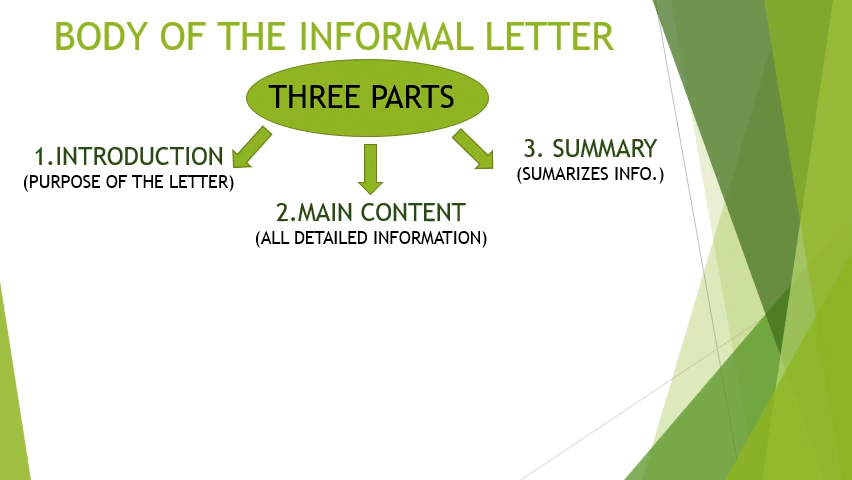 BODY OF THE INFORMAL LETTER
THREE PARTS
1.INTRODUCTION
(PURPOSE OF THE LETTER)
2.MAIN CONTENT
(ALL DETAILED INFORMATION)
3. SUMMARY
(SUMARIZES INFO.)